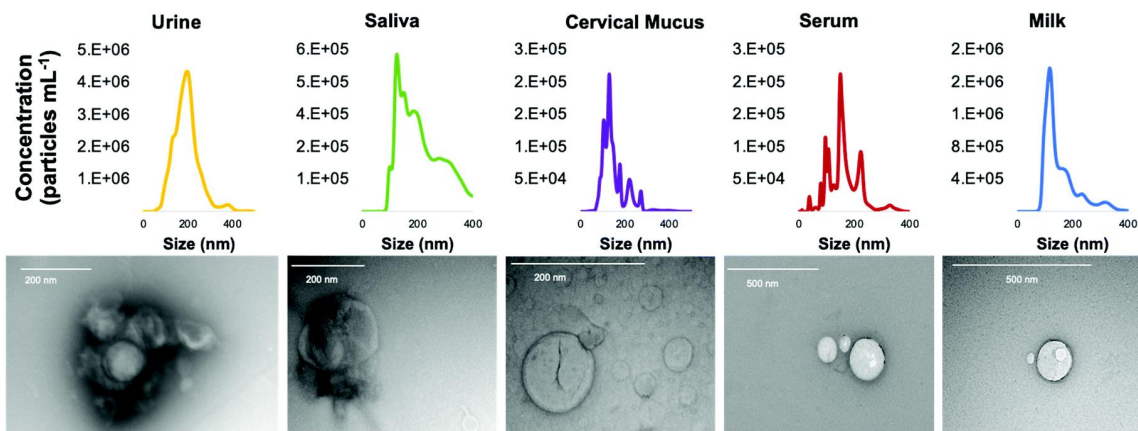 Urine
Saliva
Cervical Mucus
Serum
Milk
Concentration
(particles mL-1)
5.E+06
4.E+06
3.E+06
2.E+06
1.E+06
0 200 400
Size (nm)
6.E+05
5.E+05
4.E+05
2.E+05
1.E+05
0 200 400
Size (nm)
3.E+05
2.E+05
2.E+05
1.E+05
5.E+04
0 200 400
Size (nm)
3.E+05
2.E+05
2.E+05
1.E+05
5.E+04
0 200 400
Size (nm)
2.E+06
2.E+06
1.E+06
8.E+05
4.E+05
0 200 400
Size (nm)
200 nm
200 nm
200 nm
500 nm
500 nm